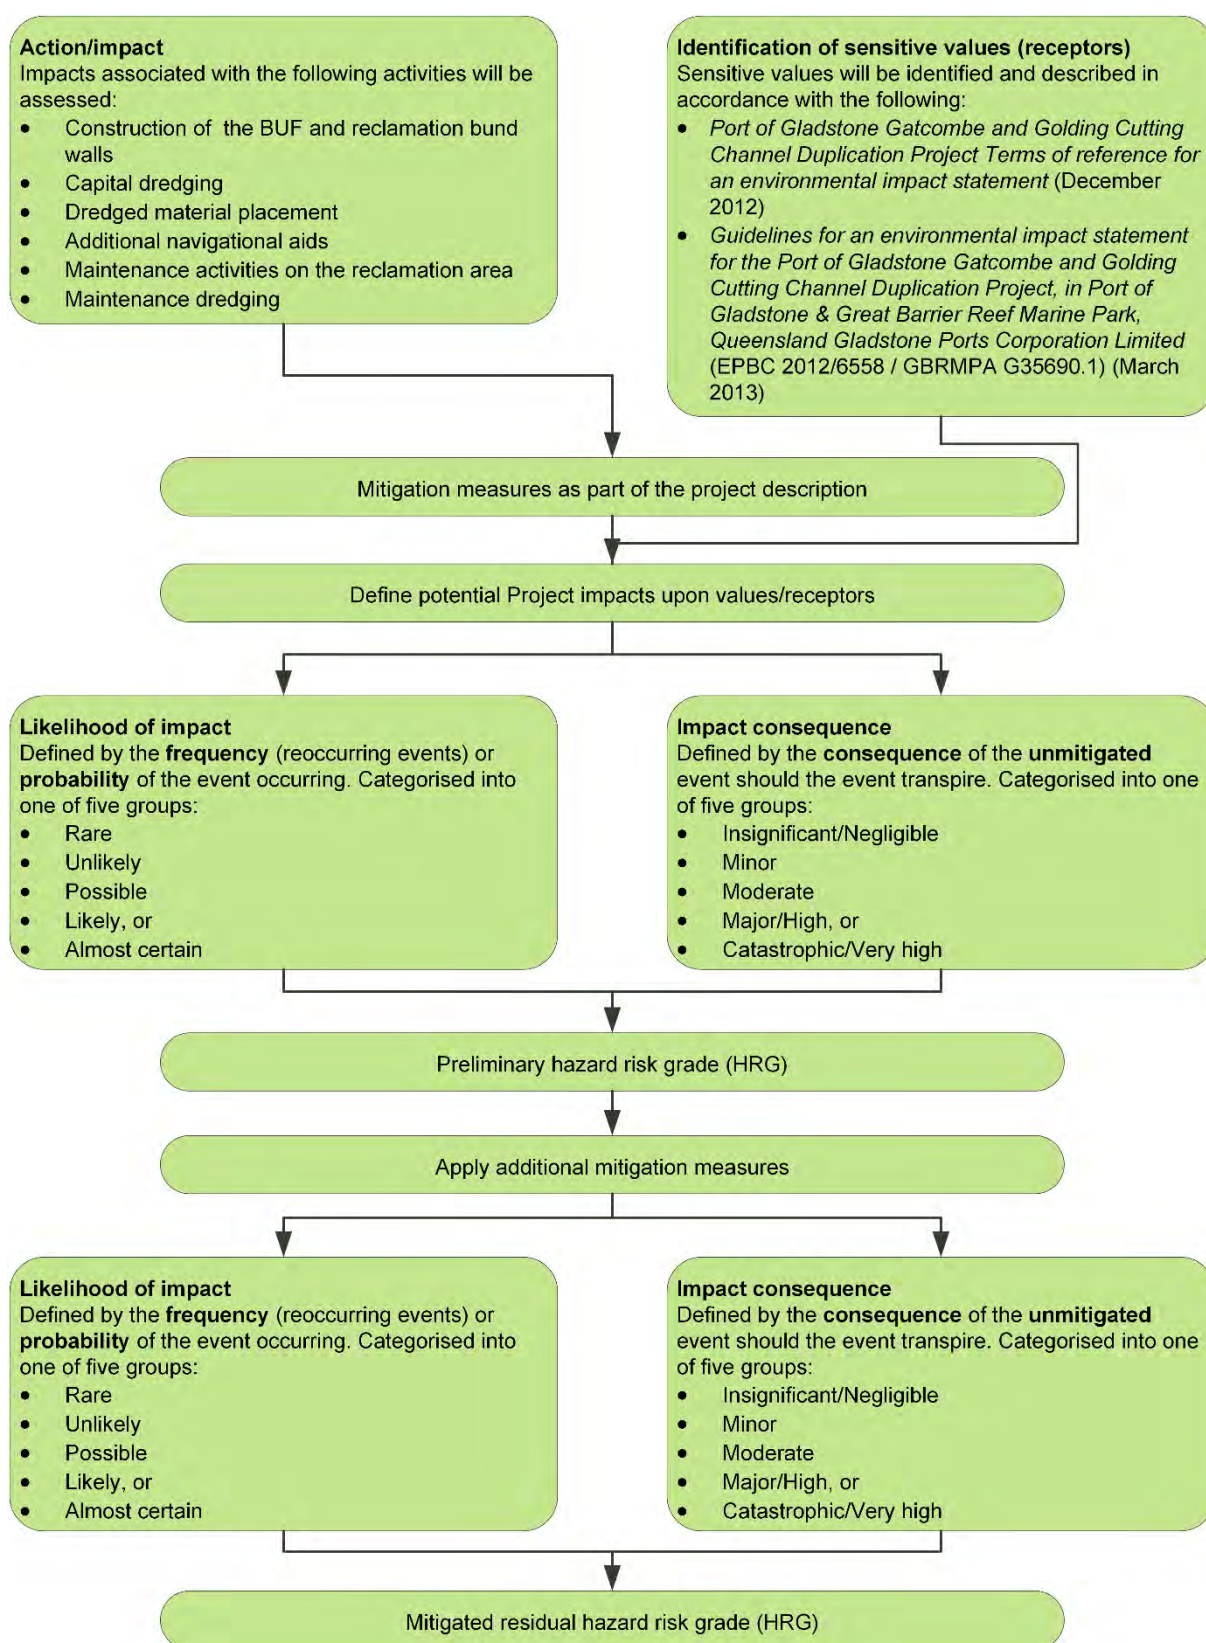 Action/impact
Impacts associated with the following activities will be
assessed:
• Construction of the BUF and reclamation bund
walls
• Capital dredging
• Dredged material placement
• Additional navigational aids
• Maintenance activities on the reclamation area
• Maintenance dredging
Identification of sensitive values (receptors)
Sensitive values will be identified and described in
accordance with the following:
• Port of Gladstone Gatcombe and Golding Cutting
Channel Duplication Project Terms of reference for
an environmental impact statement (December
2012)
• Guidelines for an environmental impact statement
for the Port of Gladstone Gatcombe and Golding
Cutting Channel Duplication Project, in Port of
Gladstone & Great Barrier Reef Marine Park,
Queensland Gladstone Ports Corporation Limited
(EPBC 2012/6558 / GBRMPA G35690.1) (March
2013)
Mitigation measures as part of the project description
Define potential Project impacts upon values/receptors
Likelihood of impact
Defined by the frequency (reoccurring events) or
probability of the event occurring. Categorised into
one of five groups:
• Rare
• Unlikely
• Possible
• Likely, or
• Almost certain
Impact consequence
Defined by the consequence of the unmitigated
event should the event transpire. Categorised into one
of five groups:
• Insignificant/Negligible
• Minor
• Moderate
• Major/High, or
• Catastrophic/Very high
Preliminary hazard risk grade (HRG)
Apply additional mitigation measures
Likelihood of impact
Defined by the frequency (reoccurring events) or
probability of the event occurring. Categorised into
one of five groups:
• Rare
• Unlikely
• Possible
• Likely, or
• Almost certain
Impact consequence
Defined by the consequence of the unmitigated
event should the event transpire. Categorised into one
of five groups:
• Insignificant/Negligible
• Minor
• Moderate
• Major/High, or
• Catastrophic/Very high
Mitigated residual hazard risk grade (HRG)